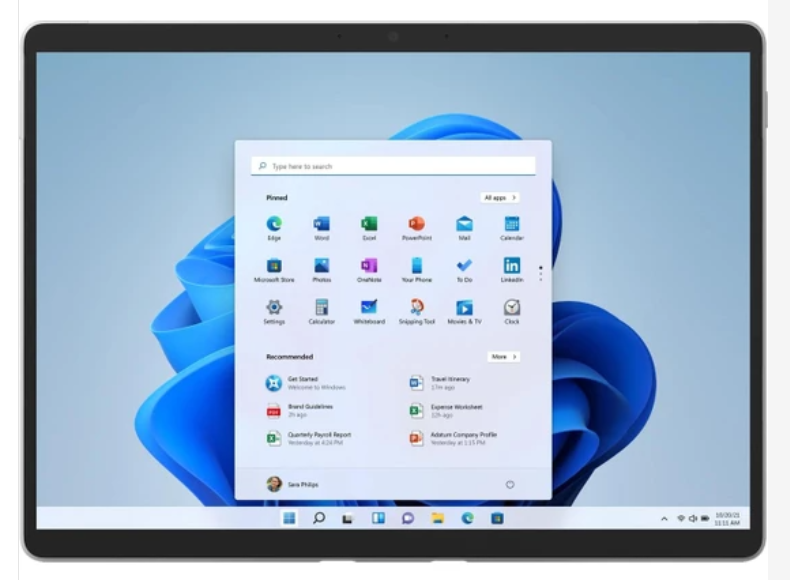 Type here to search
Pinned
All apps >
Edge
Word
Excel
PowerPoint
Mail
Calendar
Microsoft Store
Photos
OneNote
Your Phone
To Do
LinkedIn
Settings
Calculator
Whiteboard
Snipping Tool
Movies & TV
Clock
Recommended
More >
Get Started
Welcome to Windows
Travel Itinerary
17m ago
Brand Guidelines
2h ago
Expense Worksheet
12h ago
Quarterly Payroll Report
Yesterday at 4:24 PM
Adatum Company Profile
Yesterday at 1:15 PM
Sara Philips
10/20/21
11:11 AM